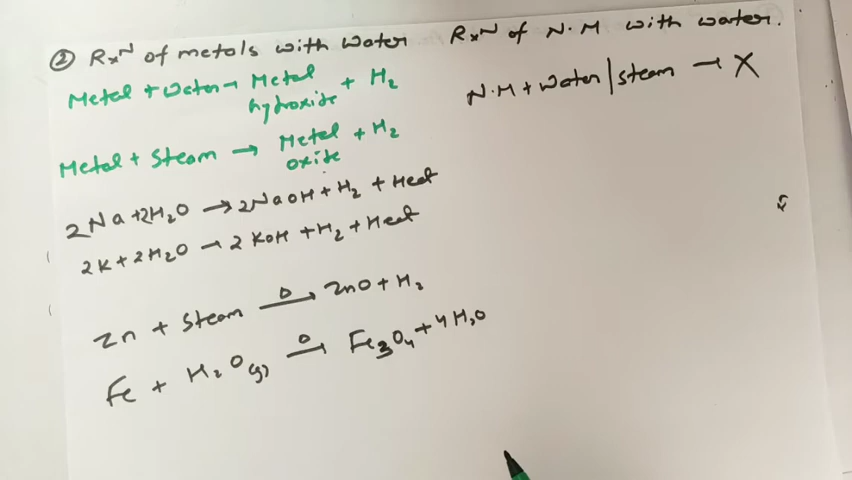 ② RxN of metals with water
Metal + Water → Metal hydroxide + H2
Metal + Steam → Metal oxide + H2
2Na + 2H2O → 2NaOH + H2 + Heat
2K + 2H2O → 2KOH + H2 + Heat
Zn + Steam —Δ→ ZnO + H2
Fe + H2O(g) —Δ→ Fe3O4 + 4H2O
RxN of N.M with water.
N.M + Water | steam → X